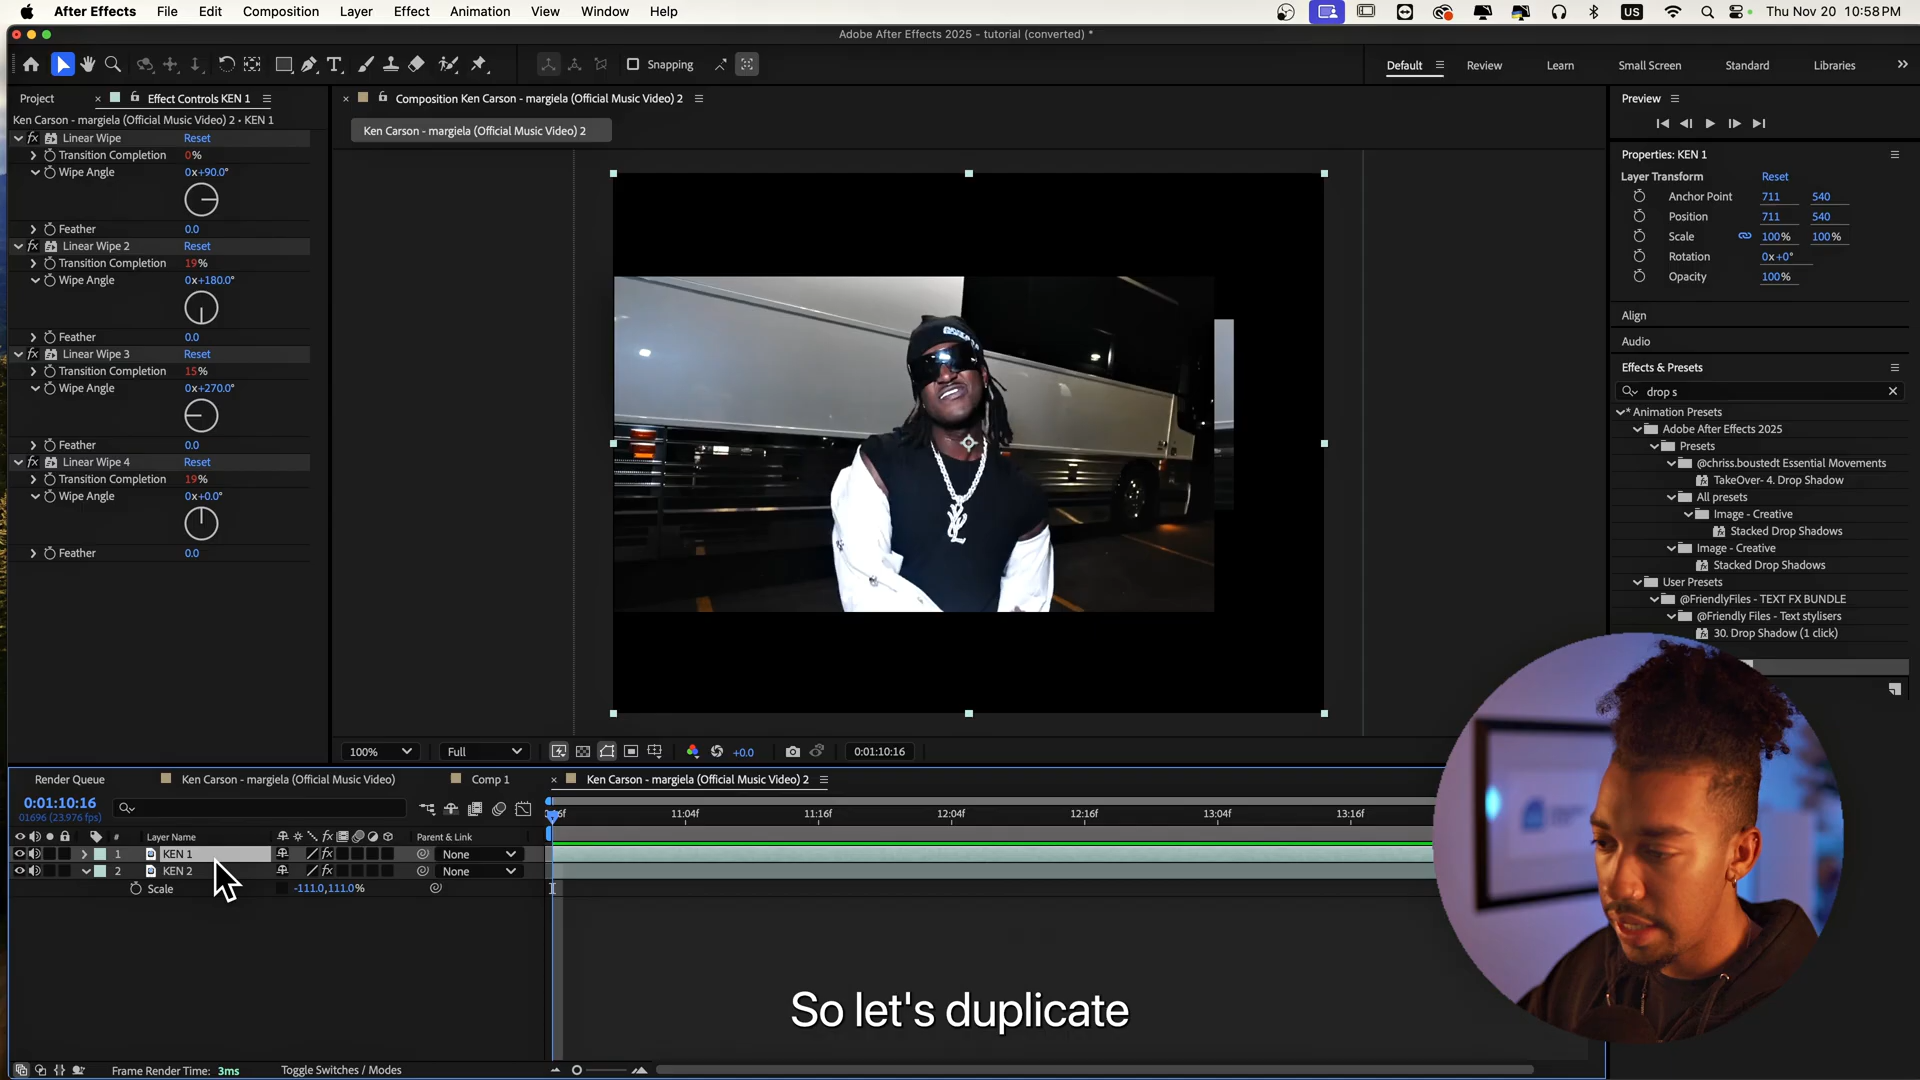 After Effects File Edit Composition Layer Effect Animation View Window Help US Thu Nov 20 10:58 PM
Adobe After Effects 2025 - tutorial (converted) *
Snapping Default Review Learn Small Screen Standard Libraries
Project Effect Controls KEN 1 Composition Ken Carson - margiela (Official Music Video) 2 Preview
Ken Carson - margiela (Official Music Video) 2 • KEN 1
Ken Carson - margiela (Official Music Video) 2
fx Linear Wipe Reset
Transition Completion 0%
Wipe Angle 0x+90.0°
Feather 0.0
fx Linear Wipe 2 Reset
Transition Completion 19%
Wipe Angle 0x+180.0°
Feather 0.0
fx Linear Wipe 3 Reset
Transition Completion 15%
Wipe Angle 0x+270.0°
Feather 0.0
fx Linear Wipe 4 Reset
Transition Completion 19%
Wipe Angle 0x+0.0°
Feather 0.0
Properties: KEN 1
Layer Transform Reset
Anchor Point 711 540
Position 711 540
Scale 100% 100%
Rotation 0x+0°
Opacity 100%
Align
Audio
Effects & Presets
drop s
* Animation Presets
Adobe After Effects 2025
Presets
@chriss.boustedt Essential Movements
TakeOver- 4. Drop Shadow
All presets
Image - Creative
Stacked Drop Shadows
Image - Creative
Stacked Drop Shadows
User Presets
@FriendlyFiles - TEXT FX BUNDLE
@Friendly Files - Text stylisers
30. Drop Shadow (1 click)
100% Full +0.0 0:01:10:16
Render Queue Ken Carson - margiela (Official Music Video) Comp 1 Ken Carson - margiela (Official Music Video) 2
0:01:10:16
01696 (23.976 fps)
11:04f 11:16f 12:04f 12:16f 13:04f 13:16f
# Layer Name fx Parent & Link
1 KEN 1 fx None
2 KEN 2 fx None
Scale -111.0,111.0%
So let's duplicate
Frame Render Time: 3ms Toggle Switches / Modes